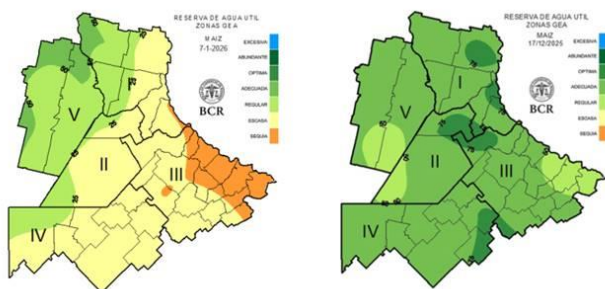 RESERVA DE AGUA UTIL
ZONAS GEA
MAIZ
7-1-2026
EXCESIVA
ABUNDANTE
OPTIMA
ADECUADA
REGULAR
ESCASA
SEQUIA
BCR
I
V
II
III
IV
RESERVA DE AGUA UTIL
ZONAS GEA
MAIZ
17/12/2025
EXCESIVA
ABUNDANTE
OPTIMA
ADECUADA
REGULAR
ESCASA
SEQUIA
BCR
I
V
II
III
IV